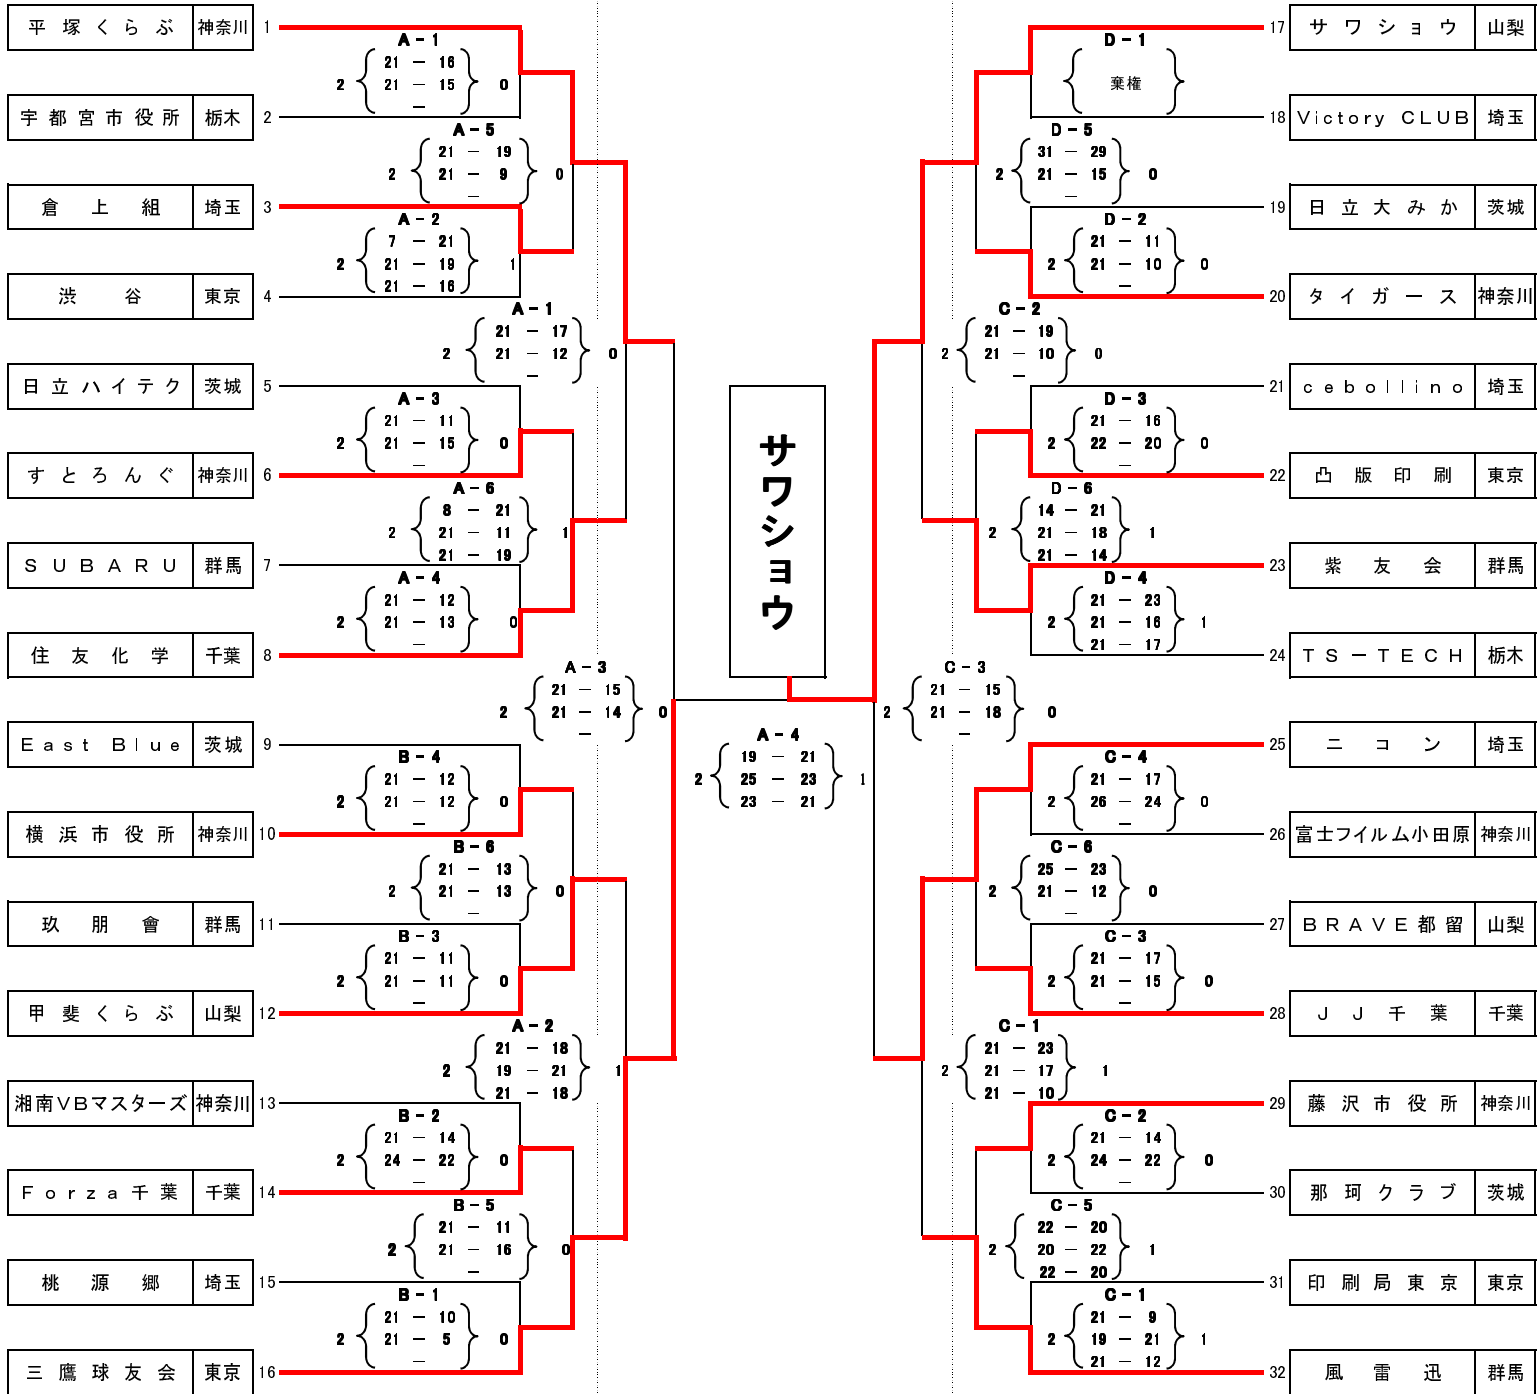 平塚くらぶ 神奈川 1
A－1
21 － 16
2 21 － 15 0
－
宇都宮市役所 栃木 2
A－5
21 － 19
2 21 － 9 0
－
倉上組 埼玉 3
A－2
7 － 21
2 21 － 19 1
21 － 16
渋谷 東京 4
A－1
21 － 17
2 21 － 12 0
－
日立ハイテク 茨城 5
A－3
21 － 11
2 21 － 15 0
－
すとろんぐ 神奈川 6
A－6
8 － 21
2 21 － 11 1
21 － 19
SUBARU 群馬 7
A－4
21 － 12
2 21 － 13 0
－
住友化学 千葉 8
A－3
21 － 15
2 21 － 14 0
－
East Blue 茨城 9
B－4
21 － 12
2 21 － 12 0
－
横浜市役所 神奈川 10
B－6
21 － 13
2 21 － 13 0
－
玖朋會 群馬 11
B－3
21 － 11
2 21 － 11 0
－
甲斐くらぶ 山梨 12
A－2
21 － 18
2 19 － 21 1
21 － 18
湘南VBマスターズ 神奈川 13
B－2
21 － 14
2 24 － 22 0
－
Forza千葉 千葉 14
B－5
21 － 11
2 21 － 16 0
－
桃源郷 埼玉 15
B－1
21 － 10
2 21 － 5 0
－
三鷹球友会 東京 16
サワショウ
A－4
19 － 21
2 25 － 23 1
23 － 21
17 サワショウ 山梨
D－1
棄権
18 Victory CLUB 埼玉
D－5
31 － 29
2 21 － 15 0
－
19 日立大みか 茨城
D－2
21 － 11
2 21 － 10 0
－
20 タイガース 神奈川
C－2
21 － 19
2 21 － 10 0
－
21 cebollino 埼玉
D－3
21 － 16
2 22 － 20 0
－
22 凸版印刷 東京
D－6
14 － 21
2 21 － 18 1
21 － 14
23 紫友会 群馬
D－4
21 － 23
2 21 － 16 1
21 － 17
24 TS－TECH 栃木
C－3
21 － 15
2 21 － 18 0
－
25 ニコン 埼玉
C－4
21 － 17
2 26 － 24 0
－
26 富士フイルム小田原 神奈川
C－6
25 － 23
2 21 － 12 0
－
27 BRAVE都留 山梨
C－3
21 － 17
2 21 － 15 0
－
28 JJ千葉 千葉
C－1
21 － 23
2 21 － 17 1
21 － 10
29 藤沢市役所 神奈川
C－2
21 － 14
2 24 － 22 0
－
30 那珂クラブ 茨城
C－5
22 － 20
2 20 － 22 1
22 － 20
31 印刷局東京 東京
C－1
21 － 9
2 19 － 21 1
21 － 12
32 風雷迅 群馬